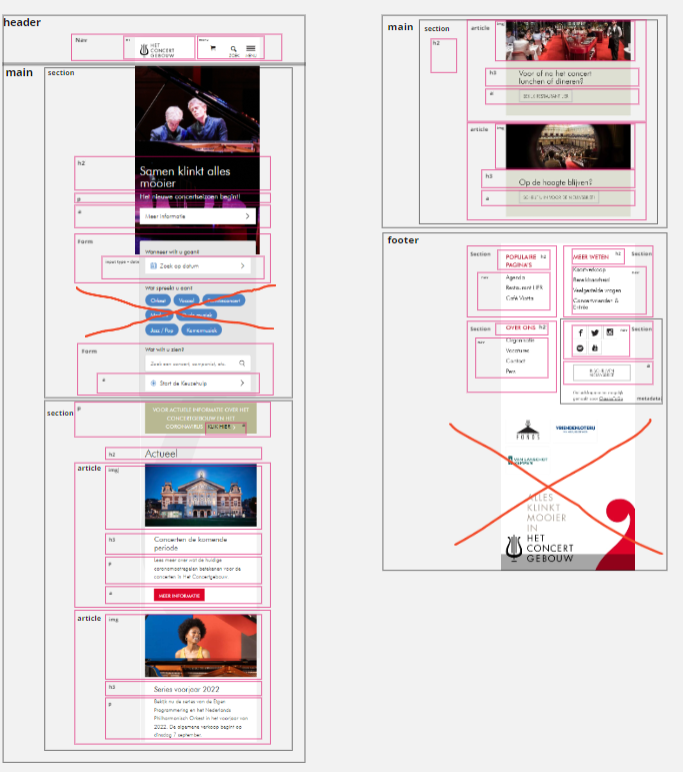 header
Nav
HET
CONCERT
GEBOUW
MENU
main
section
h2
Samen klinkt alles
mooier
p
Het nieuwe concertseizoen begint!
a
Meer informatie
Form
Wanneer wilt u gaan?
Zoek op datum
Wat spreekt u aan?
Orkest
Vocaal
Jazz / Pop
Kamermuziek
Form
Wat wilt u zien?
Zoek een concert, componist, etc.
a
Start de Keuzehulp
section
p
VOOR ACTUELE INFORMATIE OVER HET
CONCERTGEBOUW EN HET
CORONAVIRUS
KLIK HIER
h2
Actueel
article
img
h3
Concerten de komende
periode
p
Lees meer over wat de huidige
coronamaatregelen betekenen voor de
concerten in Het Concertgebouw
a
MEER INFORMATIE
article
img
h3
Series voorjaar 2022
p
Bekijk nu de series van de Eigen
Programmering en het Nederlands
Philharmonisch Orkest in het voorjaar van
2022. De algemene verkoop begint op
dinsdag 7 september.
main
section
h2
article
img
h3
Voor of na het concert
lunchen of dineren?
a
article
img
h3
Op de hoogte blijven?
a
footer
Section
POPULAIRE
PAGINA'S
h2
nav
Agenda
Restaurant LIER
Café Viotta
MEER WETEN
h2
Section
Kaartverkoop
Bereikbaarheid
Veelgestelde vragen
Concertvrienden &
Entrée
nav
Section
OVER ONS
h2
nav
Organisatie
Vacatures
Contact
Pers
nav
Section
a
metadata
FONDS
VRIENDENLOTERIJ
ALLES
KLINKT
MOOIER
IN
HET
CONCERT
GEBOUW